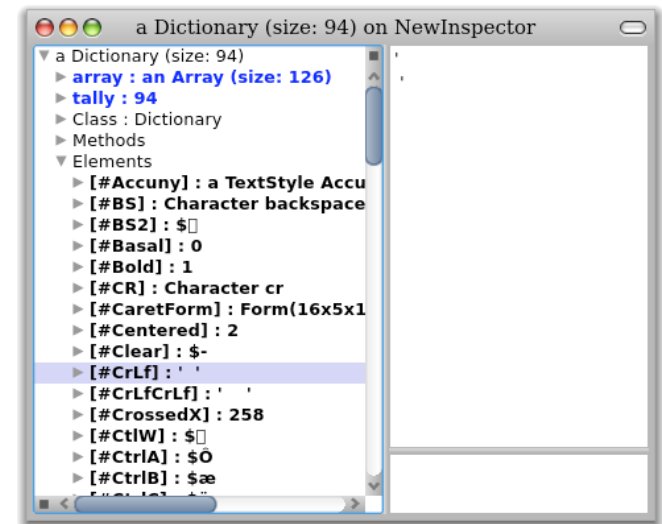 a Dictionary (size: 94) on NewInspector
a Dictionary (size: 94)
array : an Array (size: 126)
tally : 94
Class : Dictionary
Methods
Elements
[#Accuny] : a TextStyle Accu
[#BS] : Character backspace
[#BS2] : $▯
[#Basal] : 0
[#Bold] : 1
[#CR] : Character cr
[#CaretForm] : Form(16x5x1
[#Centered] : 2
[#Clear] : $-
[#CrLf] : '  '
[#CrLfCrLf] : '    '
[#CrossedX] : 258
[#CtlW] : $▯
[#CtrlA] : $Ô
[#CtrlB] : $æ
'
'